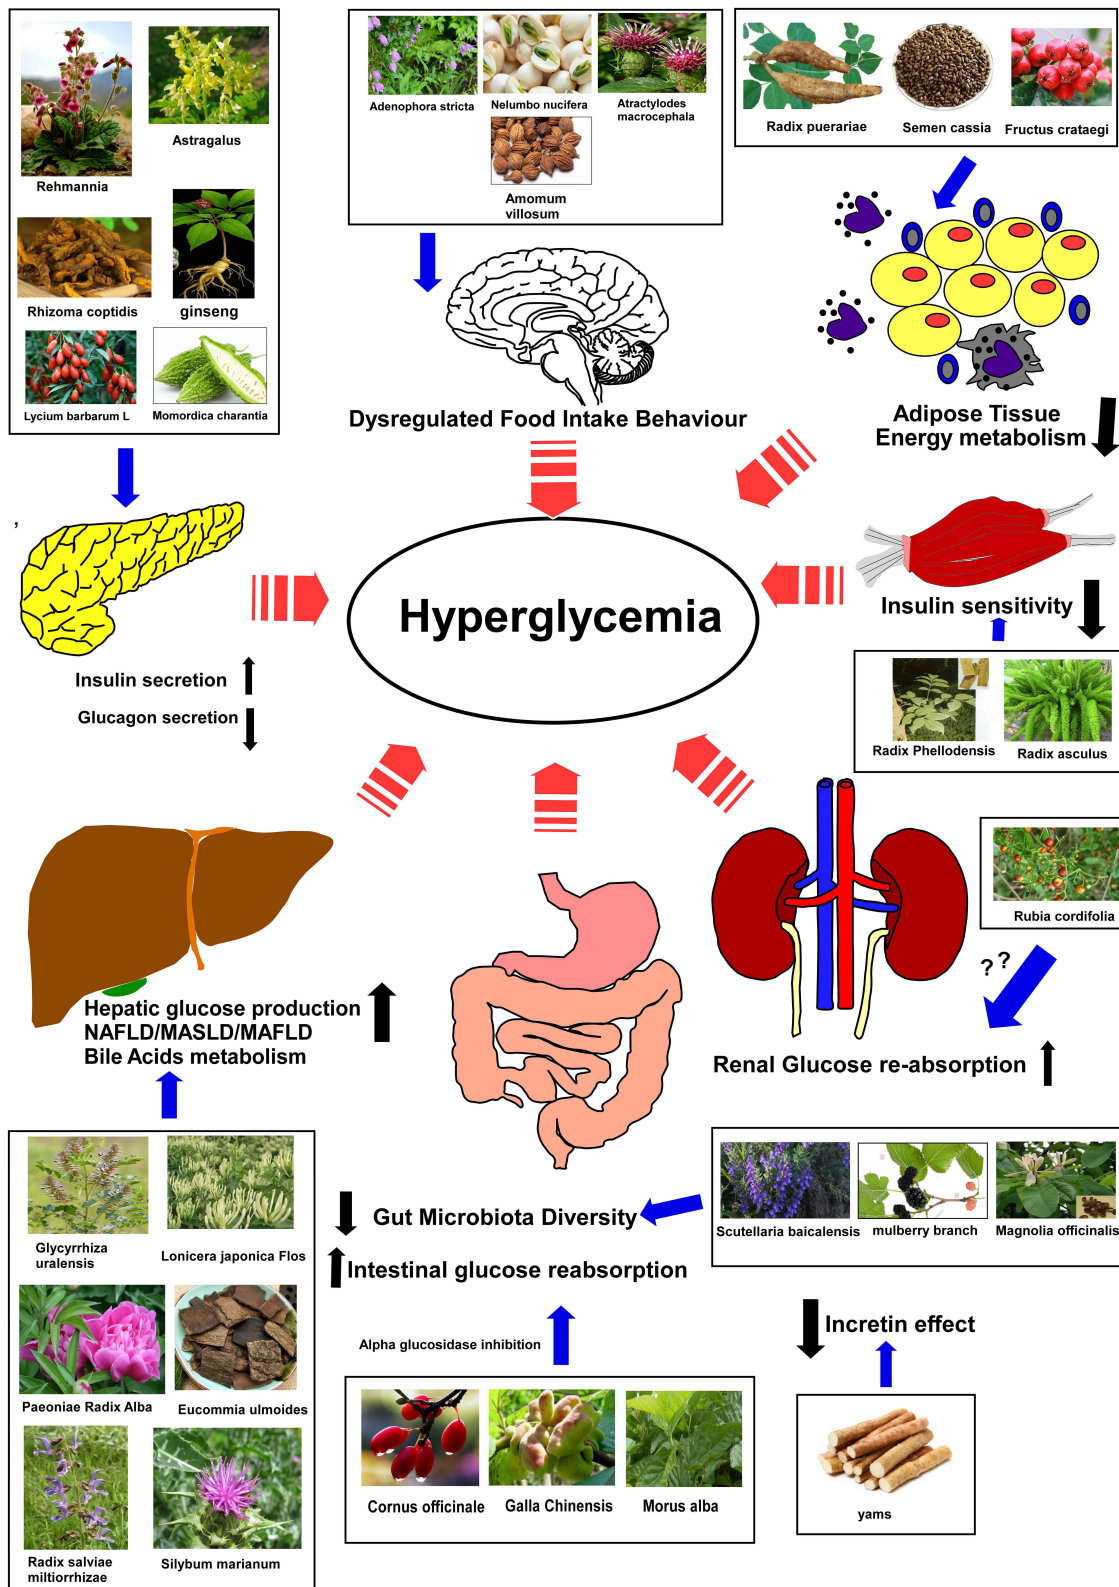 Rehmannia
Astragalus
Rhizoma coptidis
ginseng
Lycium barbarum L
Momordica charantia
Adenophora stricta
Nelumbo nucifera
Atractylodes
macrocephala
Amomum
villosum
Radix puerariae
Semen cassia
Fructus crataegi
Dysregulated Food Intake Behaviour
Adipose Tissue
Energy metabolism
,
Hyperglycemia
Insulin sensitivity
Insulin secretion
Glucagon secretion
Radix Phellodensis
Radix asculus
Rubia cordifolia
? ?
Hepatic glucose production
NAFLD/MASLD/MAFLD
Bile Acids metabolism
Renal Glucose re-absorption
Glycyrrhiza
uralensis
Lonicera japonica Flos
Paeoniae Radix Alba
Eucommia ulmoides
Radix salviae
miltiorrhizae
Silybum marianum
Gut Microbiota Diversity
Intestinal glucose reabsorption
Scutellaria baicalensis
mulberry branch
Magnolia officinalis
Alpha glucosidase inhibition
Incretin effect
Cornus officinale
Galla Chinensis
Morus alba
yams